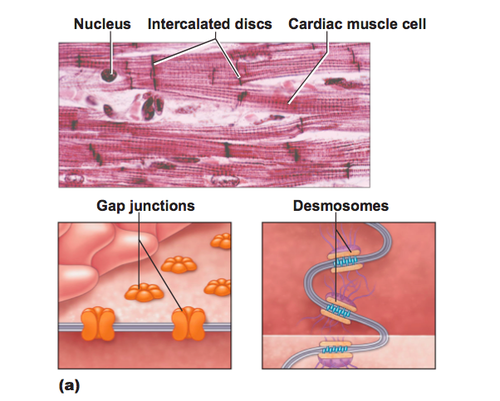 Nucleus Intercalated discs Cardiac muscle cell
Gap junctions Desmosomes
(a)